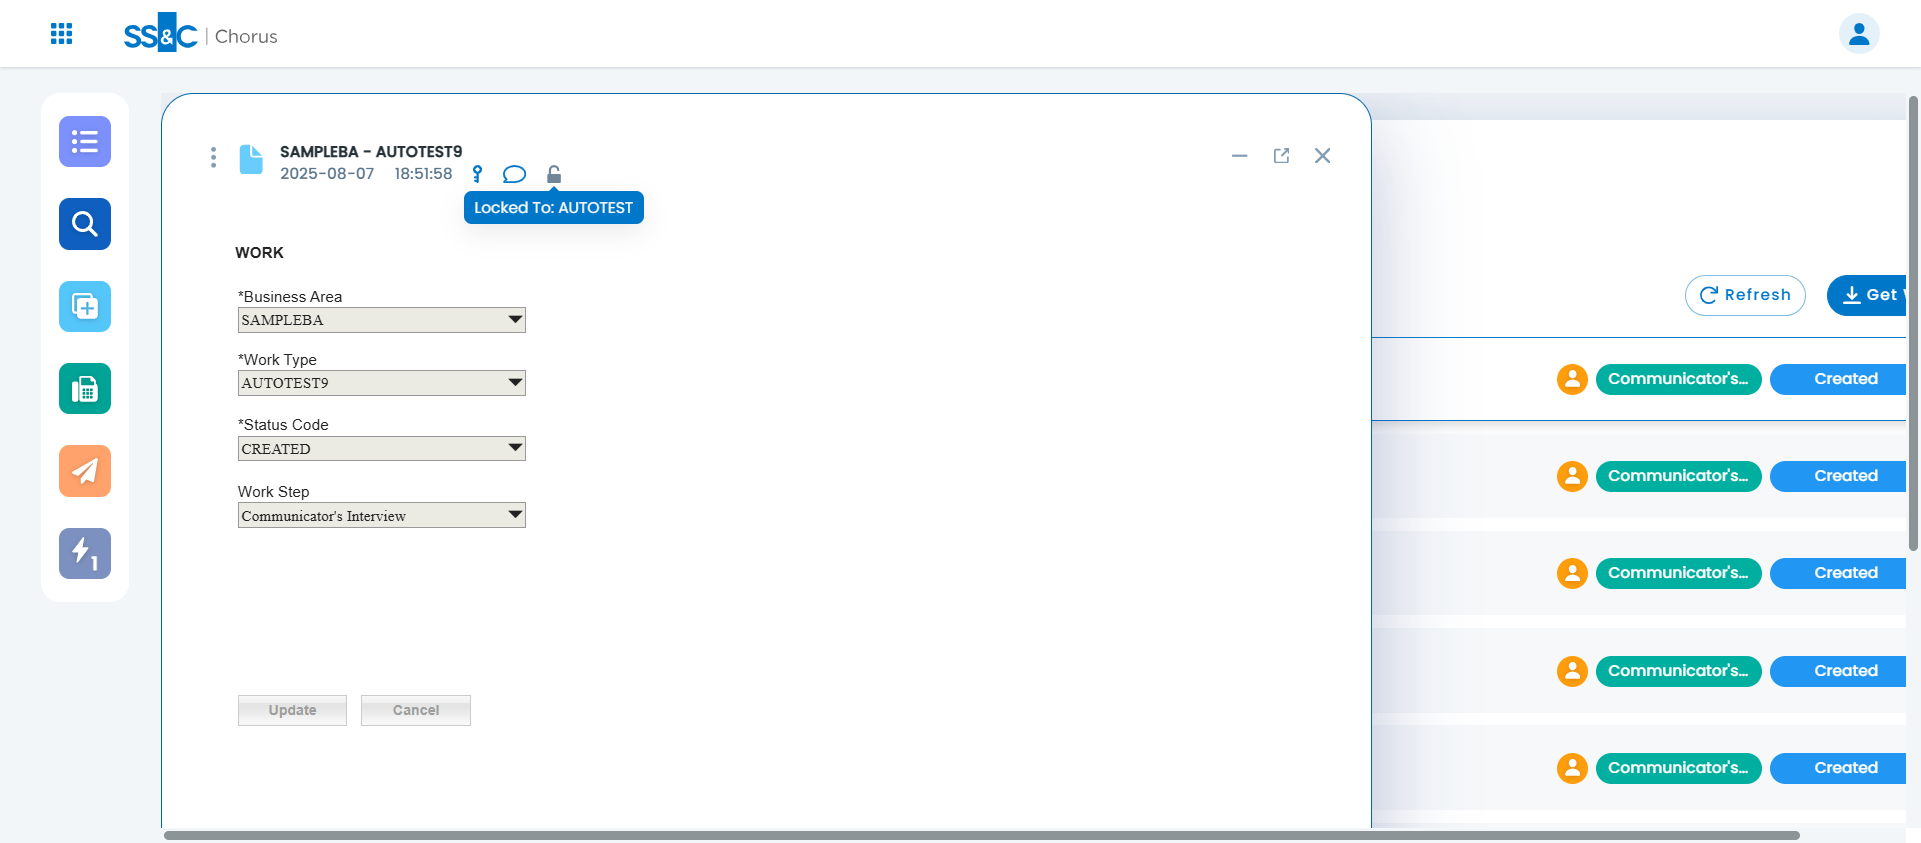 SS&C | Chorus
SAMPLEBA - AUTOTEST9
2025-08-07 18:51:58
Locked To: AUTOTEST
WORK
*Business Area
SAMPLEBA
*Work Type
AUTOTEST9
*Status Code
CREATED
Work Step
Communicator's Interview
Update Cancel
Refresh Get
Communicator's... Created
Communicator's... Created
Communicator's... Created
Communicator's... Created
Communicator's... Created
1